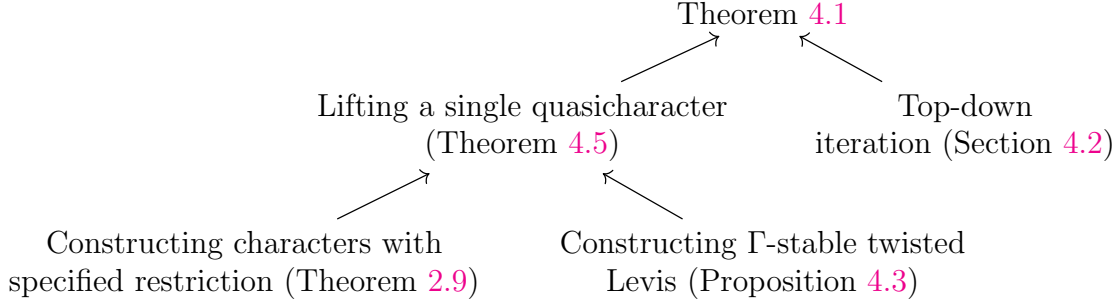 Theorem 4.1
Lifting a single quasicharacter
(Theorem 4.5)
Top-down
iteration (Section 4.2)
Constructing characters with
specified restriction (Theorem 2.9)
Constructing Γ-stable twisted
Levis (Proposition 4.3)